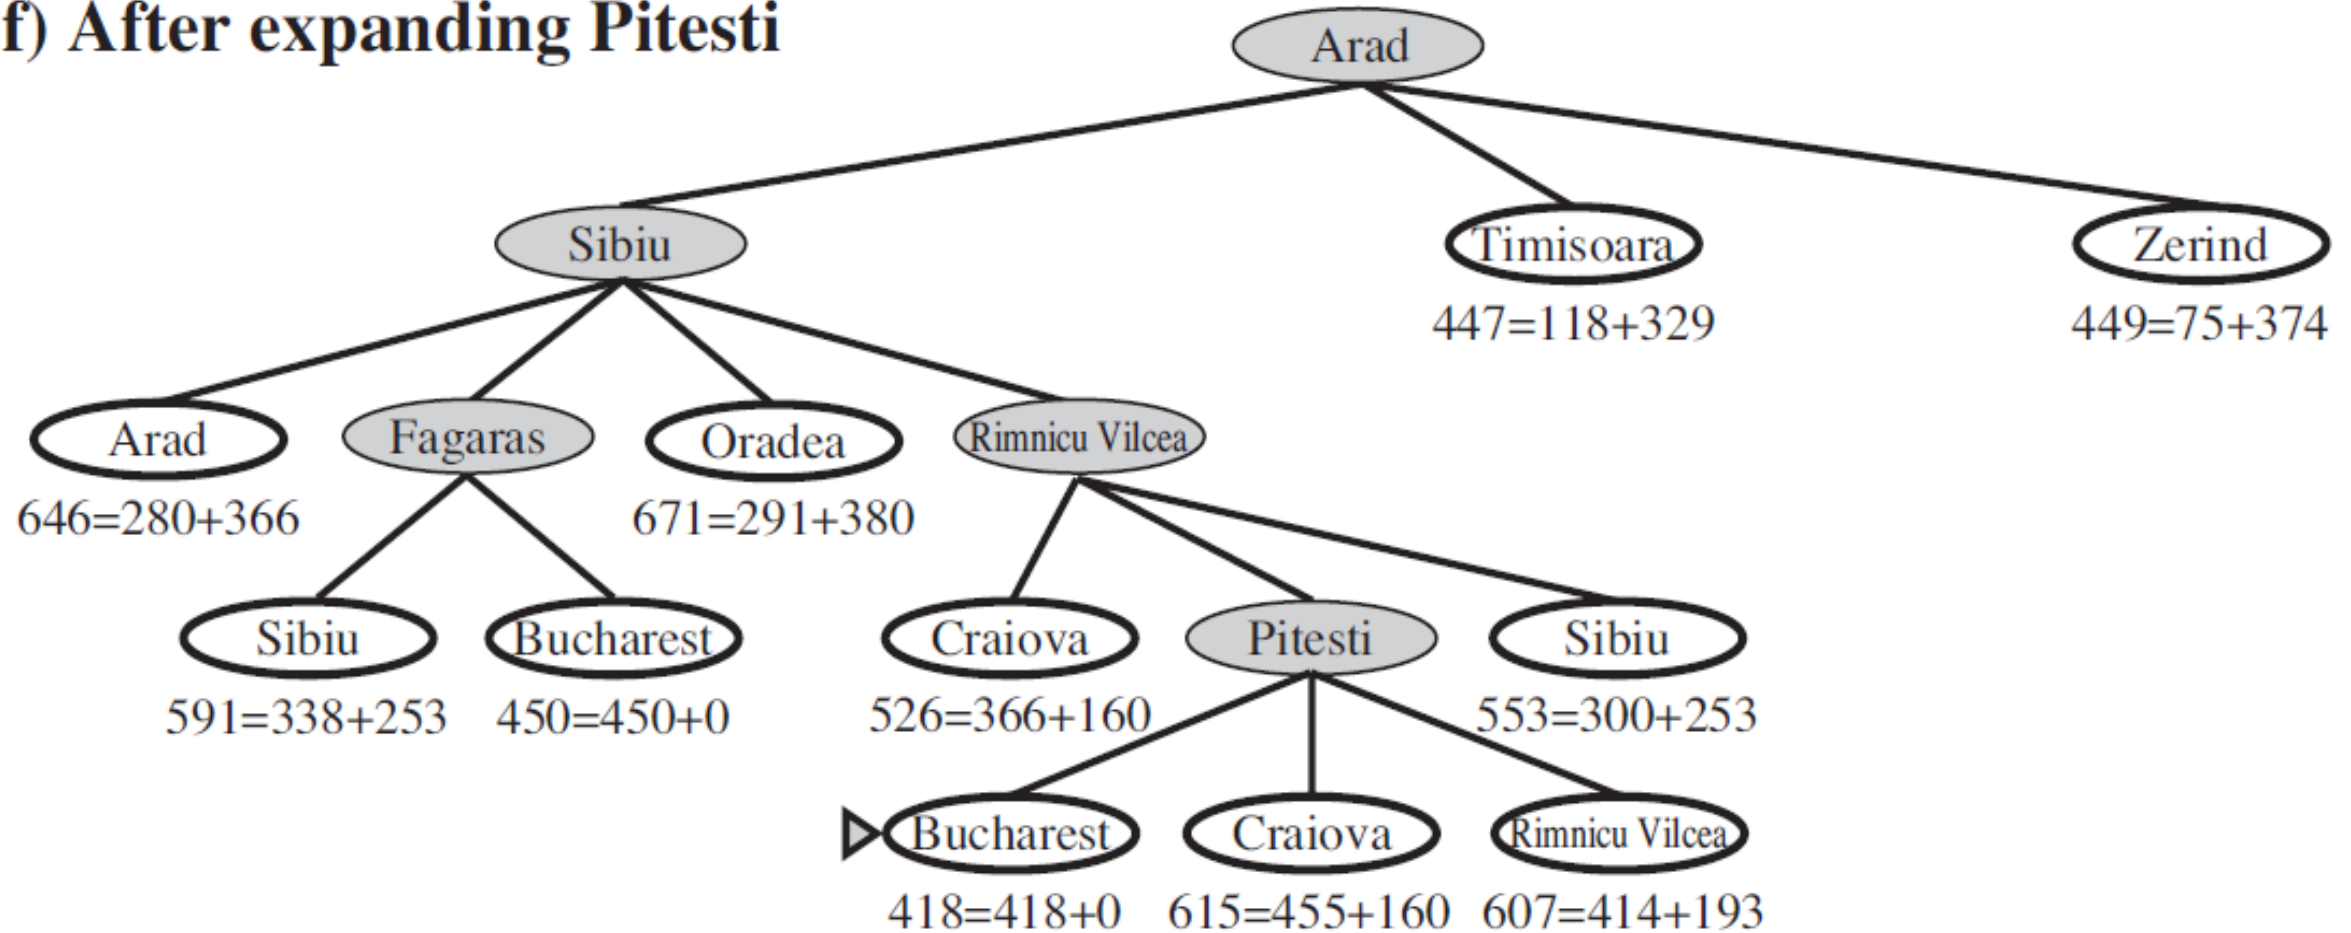 f) After expanding Pitesti
Arad
Sibiu
Timisoara
Zerind
447=118+329
449=75+374
Arad
Fagaras
Oradea
Rimnicu Vilcea
646=280+366
671=291+380
Sibiu
Bucharest
Craiova
Pitesti
Sibiu
591=338+253
450=450+0
526=366+160
553=300+253
Bucharest
Craiova
Rimnicu Vilcea
418=418+0
615=455+160
607=414+193